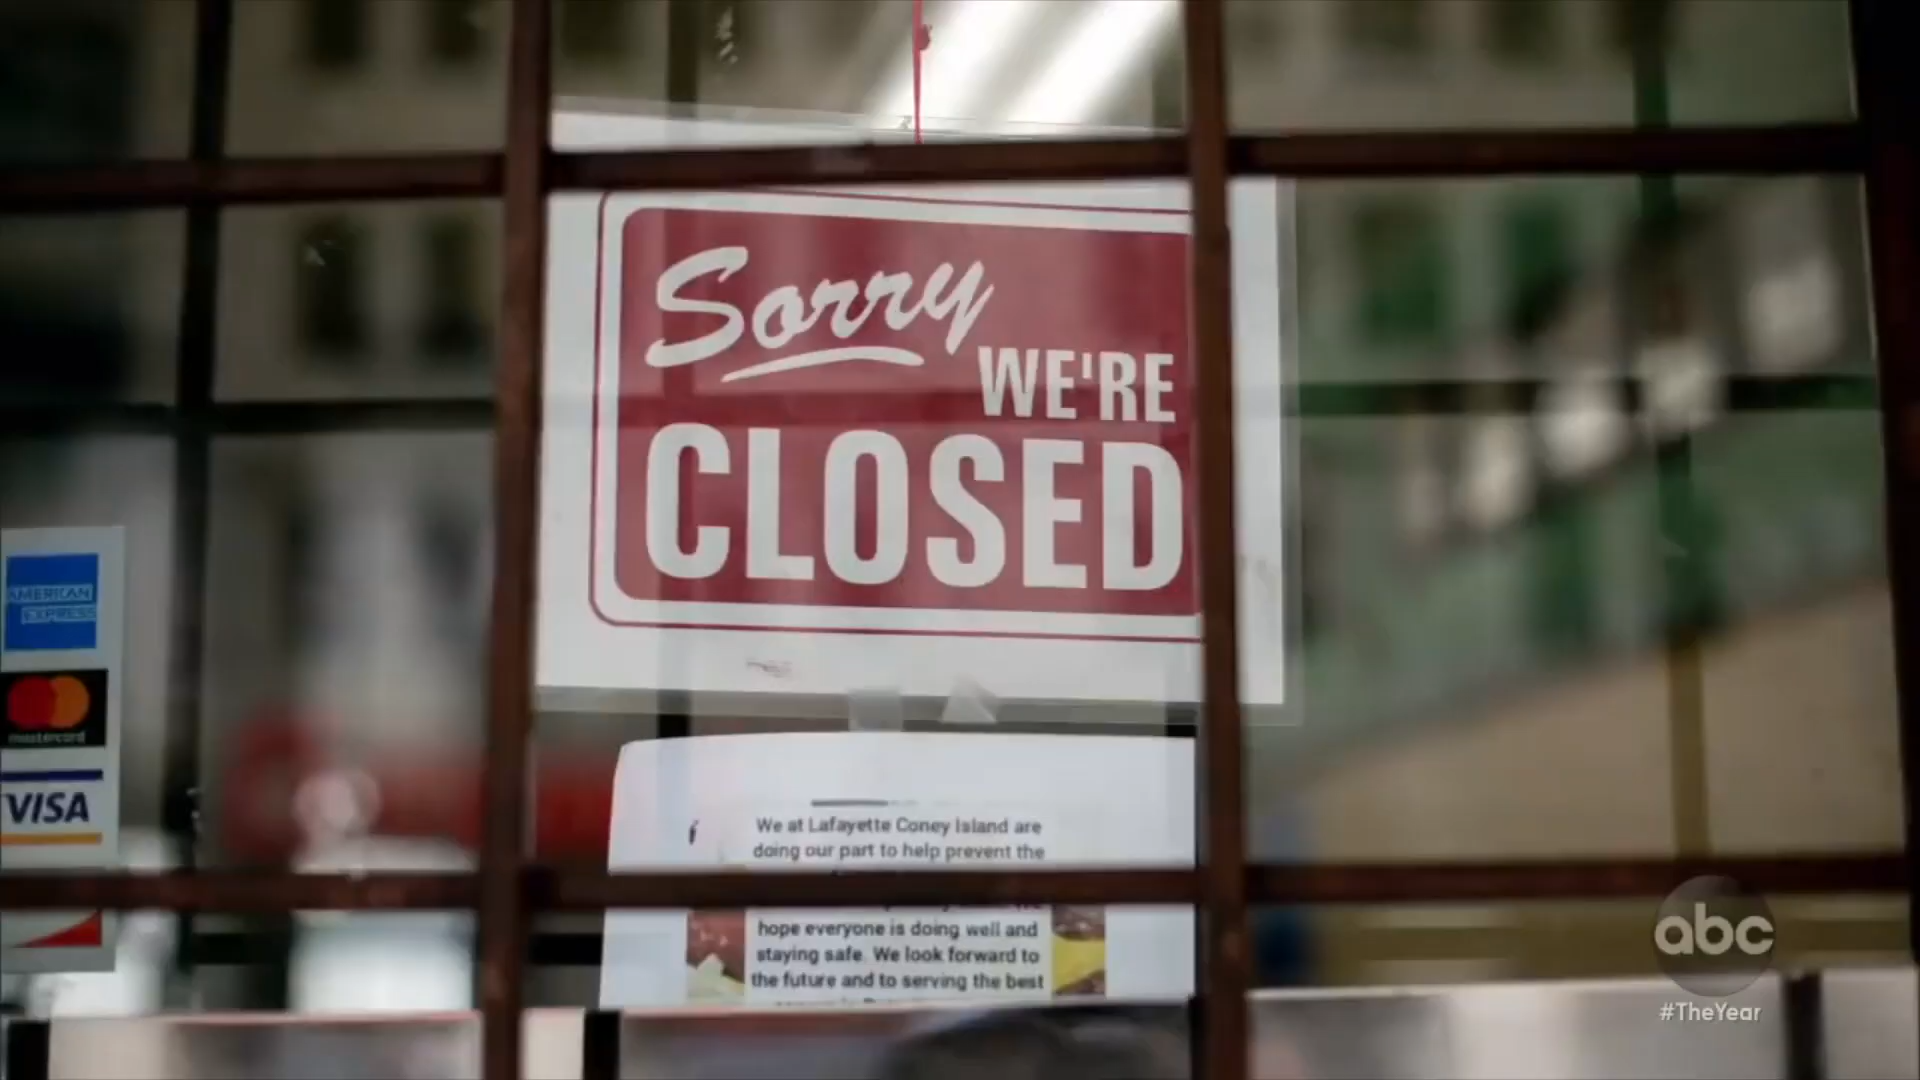 Sorry
WE'RE
CLOSED
AMERICAN
EXPRESS
mastercard
VISA
We at Lafayette Coney Island are
doing our part to help prevent the
hope everyone is doing well and
staying safe. We look forward to
the future and to serving the best
abc
#TheYear